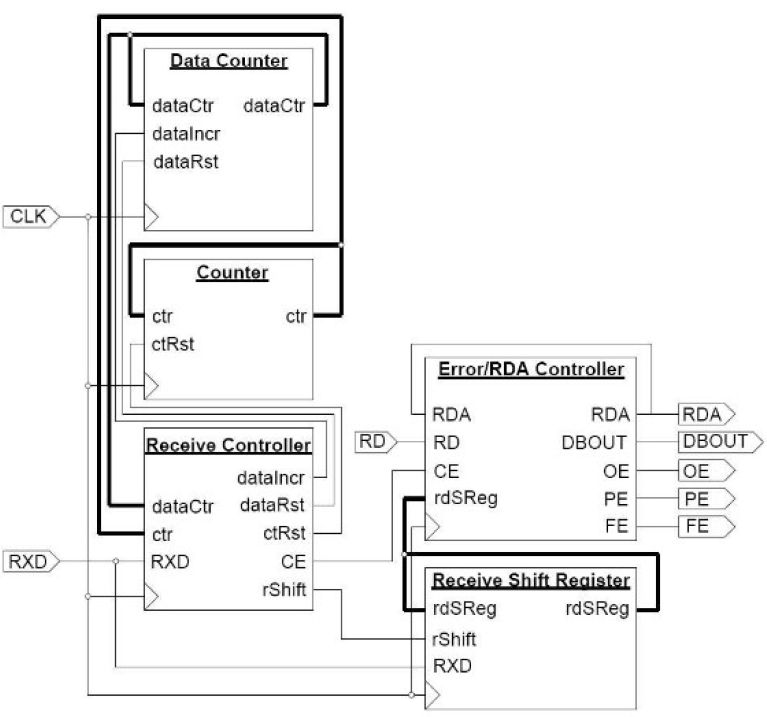 Data Counter
dataCtr dataCtr
dataIncr
dataRst
CLK
Counter
ctr ctr
ctRst
Error/RDA Controller
RDA RDA RDA
RD RD DBOUT DBOUT
CE OE OE
rdSReg PE PE
FE FE
Receive Controller
dataIncr
dataCtr dataRst
ctr ctRst
RXD RXD CE
rShift
Receive Shift Register
rdSReg rdSReg
rShift
RXD